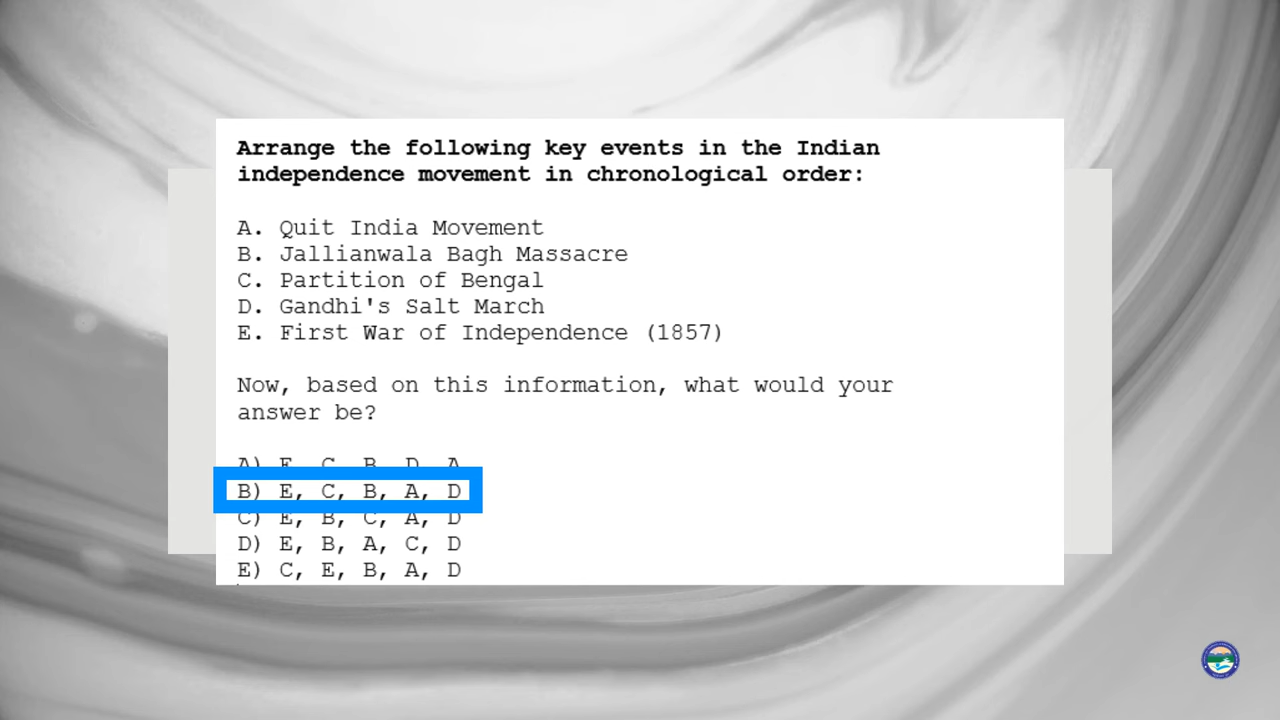 Arrange the following key events in the Indian
independence movement in chronological order:
A. Quit India Movement
B. Jallianwala Bagh Massacre
C. Partition of Bengal
D. Gandhi's Salt March
E. First War of Independence (1857)
Now, based on this information, what would your
answer be?
A) E, C, B, D, A
B) E, C, B, A, D
C) E, B, C, A, D
D) E, B, A, C, D
E) C, E, B, A, D